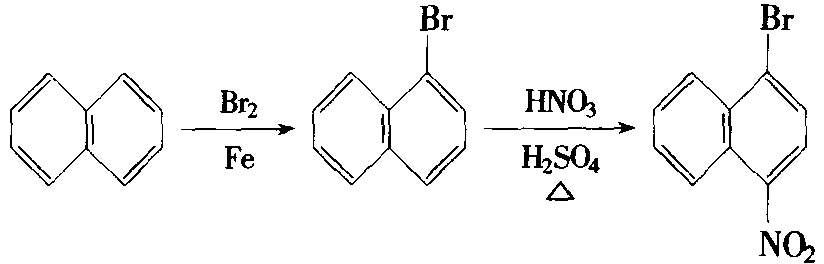 Br
Br
Br₂
Fe
HNO₃
H₂SO₄
△
NO₂